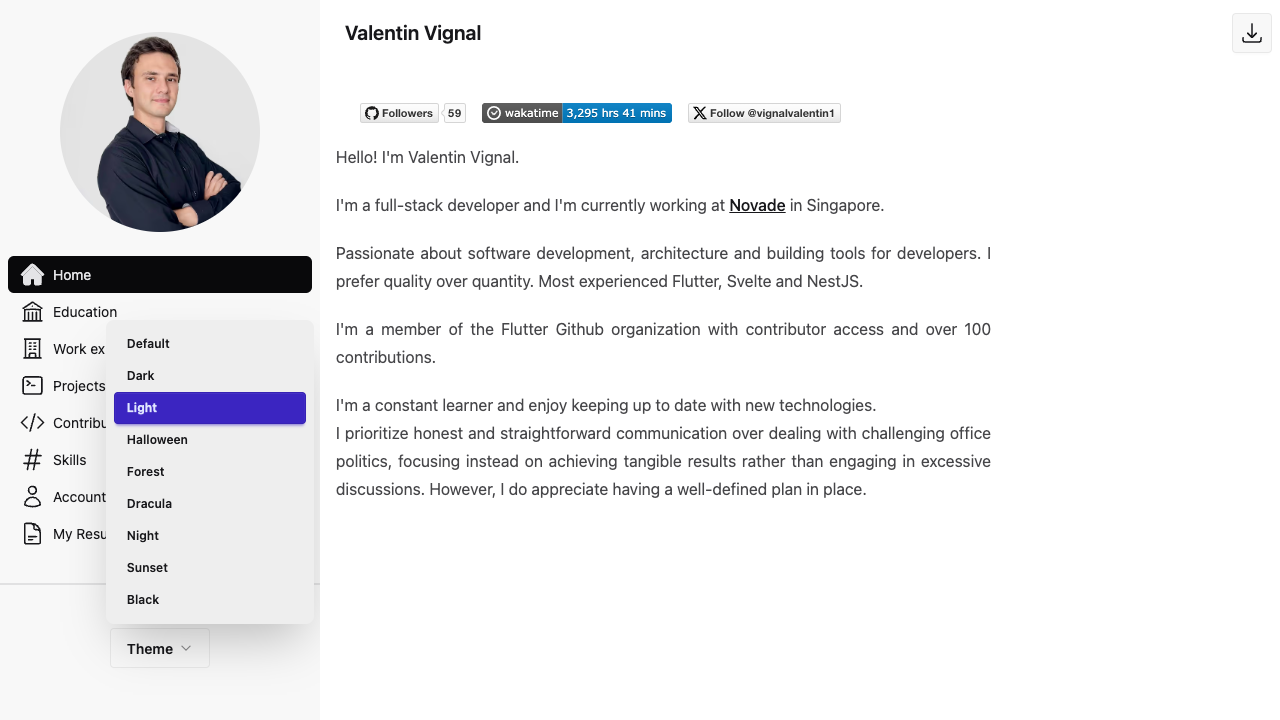 Valentin Vignal
Followers 59
wakatime 3,295 hrs 41 mins
Follow @vignalvalentin1
Hello! I'm Valentin Vignal.
I'm a full-stack developer and I'm currently working at Novade in Singapore.
Passionate about software development, architecture and building tools for developers. I
prefer quality over quantity. Most experienced Flutter, Svelte and NestJS.
I'm a member of the Flutter Github organization with contributor access and over 100
contributions.
I'm a constant learner and enjoy keeping up to date with new technologies.
I prioritize honest and straightforward communication over dealing with challenging office
politics, focusing instead on achieving tangible results rather than engaging in excessive
discussions. However, I do appreciate having a well-defined plan in place.
Home
Education
Work ex
Projects
Contribu
Skills
Account
My Resu
Default
Dark
Light
Halloween
Forest
Dracula
Night
Sunset
Black
Theme